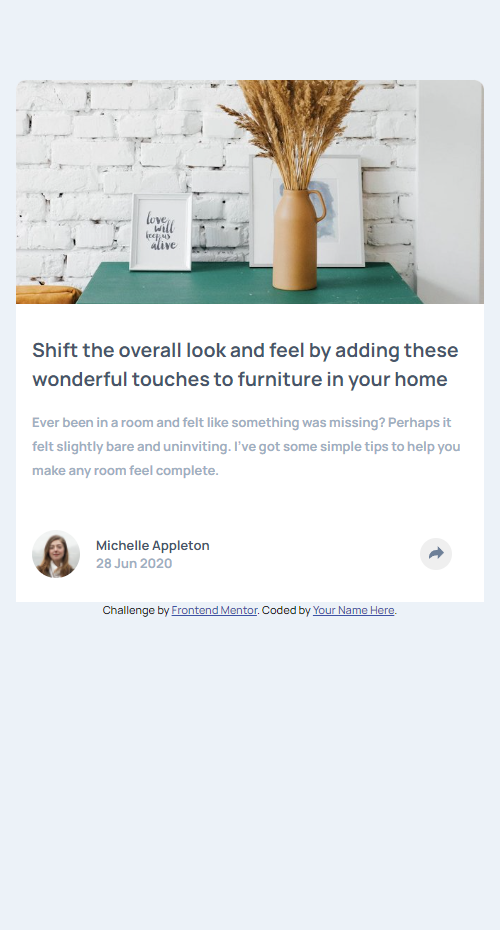 love
will
keep us
alive
Shift the overall look and feel by adding these
wonderful touches to furniture in your home
Ever been in a room and felt like something was missing? Perhaps it
felt slightly bare and uninviting. I've got some simple tips to help you
make any room feel complete.
Michelle Appleton
28 Jun 2020
Challenge by Frontend Mentor. Coded by Your Name Here.